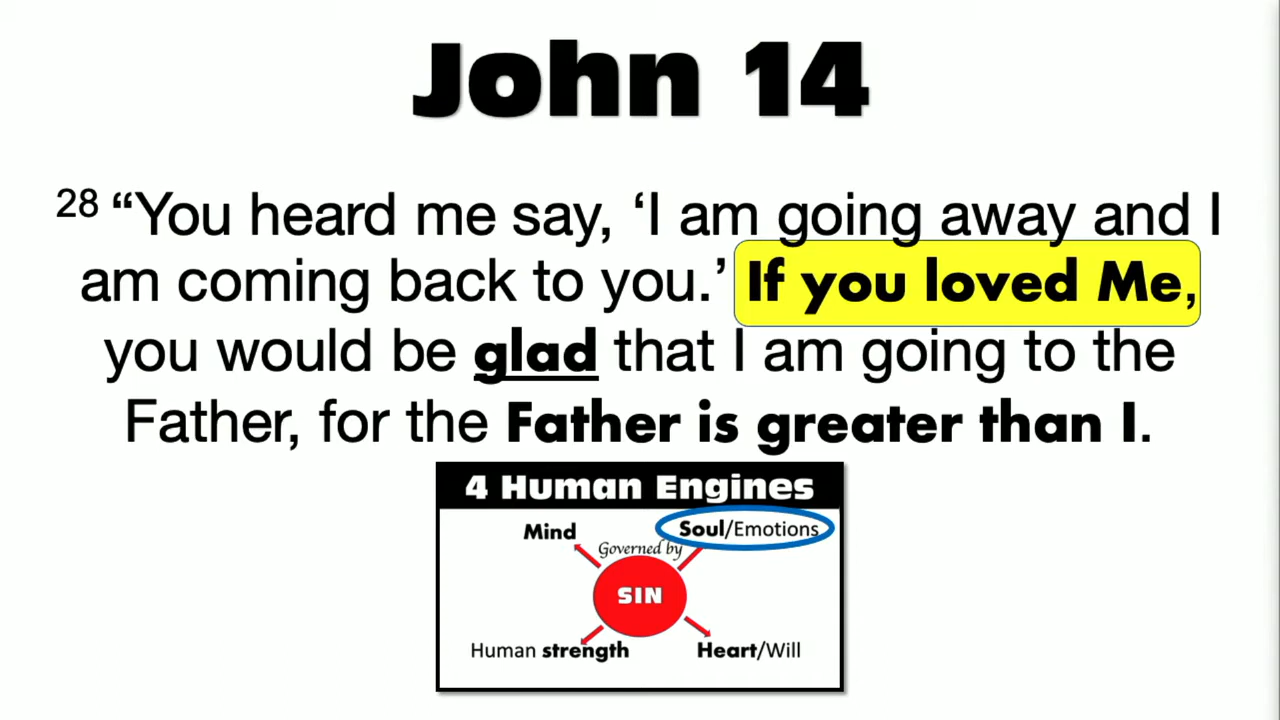 John 14
28 “You heard me say, ‘I am going away and I
am coming back to you.’ If you loved Me,
you would be glad that I am going to the
Father, for the Father is greater than I.
4 Human Engines
Mind
Soul/Emotions
Governed by
SIN
Human strength
Heart/Will